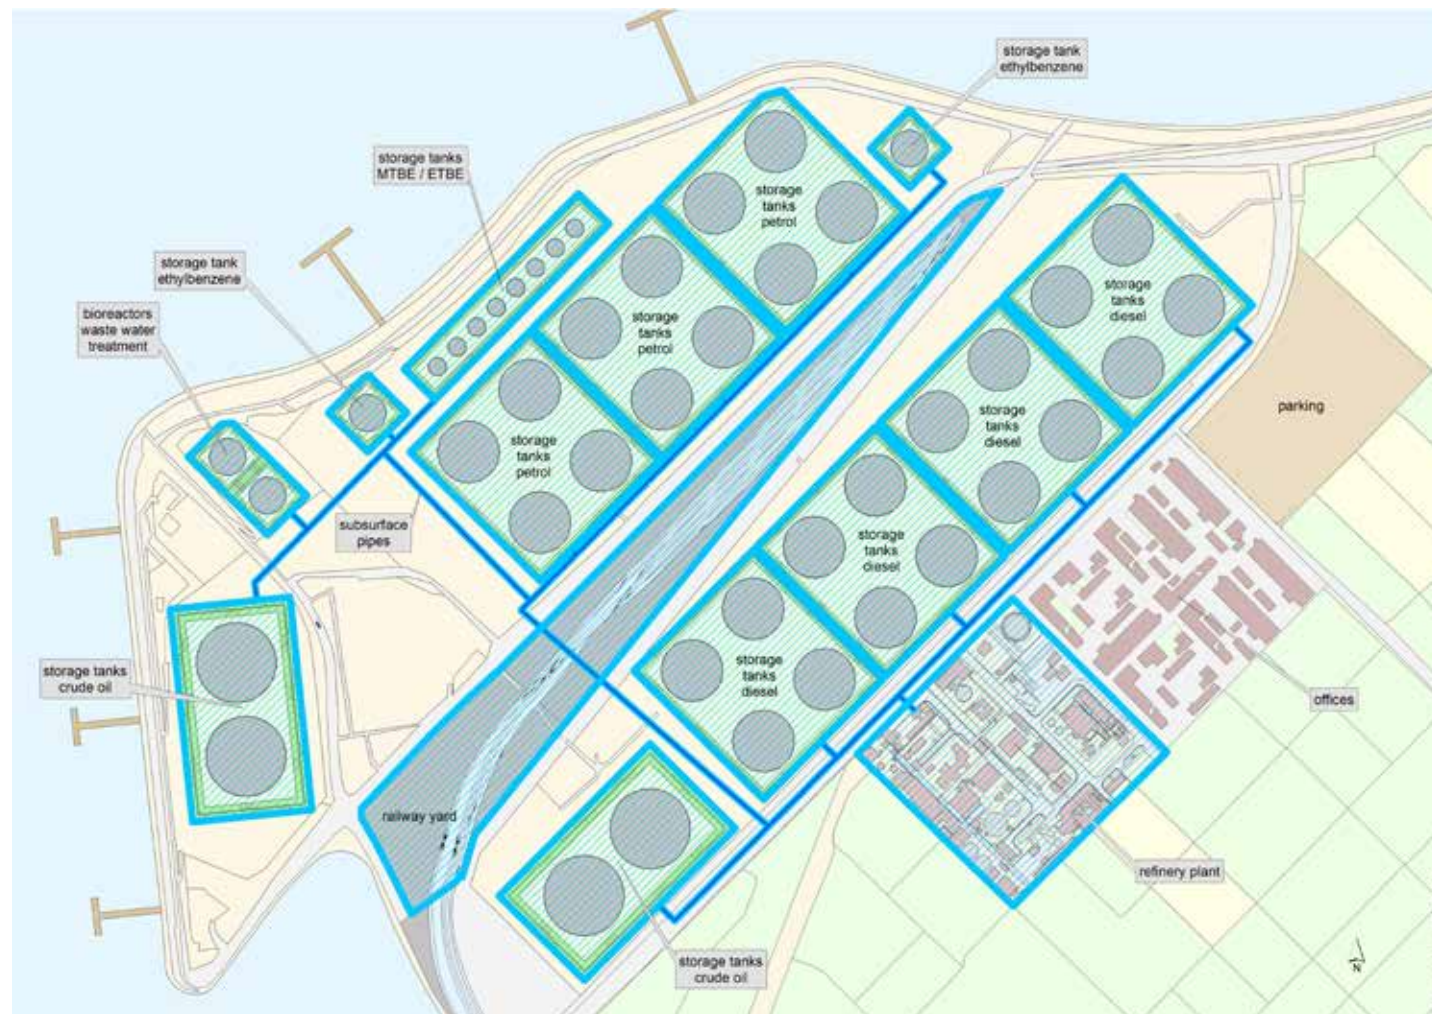 storage tank
ethylbenzene
storage tanks
MTBE / ETBE
storage
tanks
petrol
storage tank
ethylbenzene
bioreactors
waste water
treatment
storage
tanks
petrol
storage
tanks
diesel
storage
tanks
petrol
storage
tanks
diesel
parking
subsurface
pipes
storage
tanks
diesel
storage tanks
crude oil
storage
tanks
diesel
offices
railway yard
refinery plant
storage tanks
crude oil
N